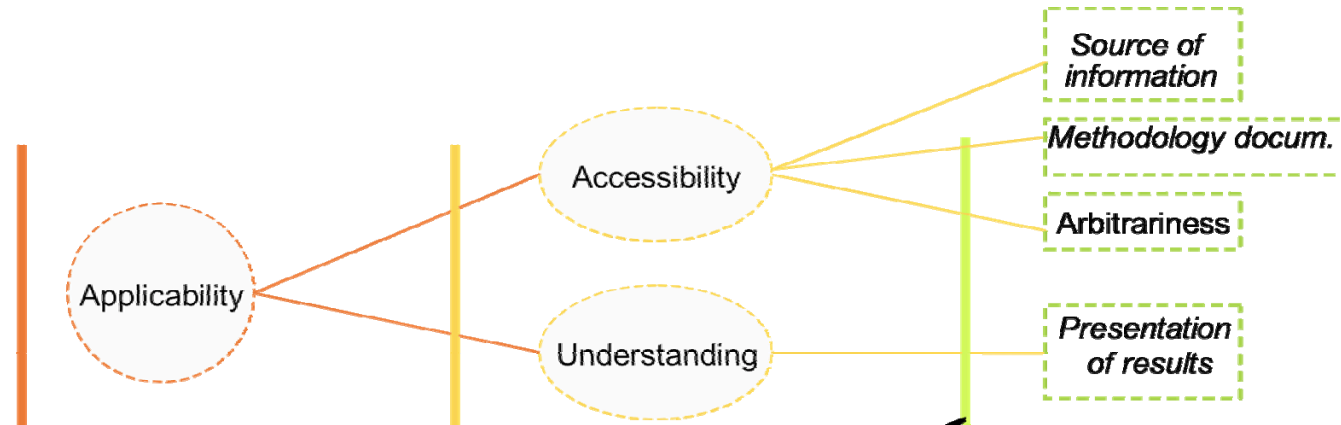 Source of
information
Methodology docum.
Accessibility
Arbitrariness
Applicability
Understanding
Presentation
of results